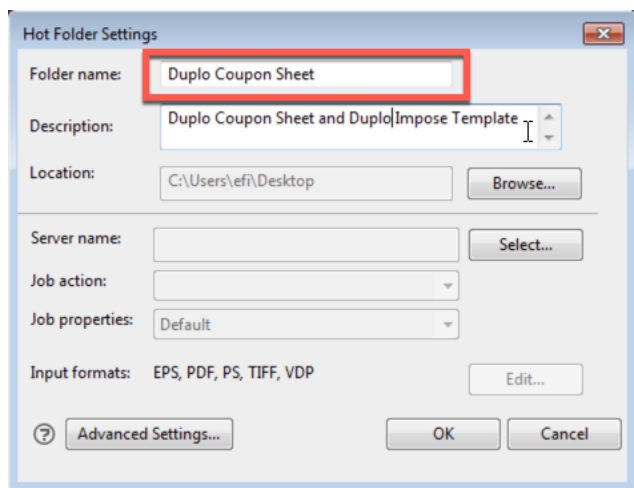 Hot Folder Settings
Folder name: Duplo Coupon Sheet
Description: Duplo Coupon Sheet and Duplo Impose Template
Location: C:\Users\efi\Desktop Browse...
Server name: Select...
Job action:
Job properties: Default
Input formats: EPS, PDF, PS, TIFF, VDP Edit...
? Advanced Settings... OK Cancel